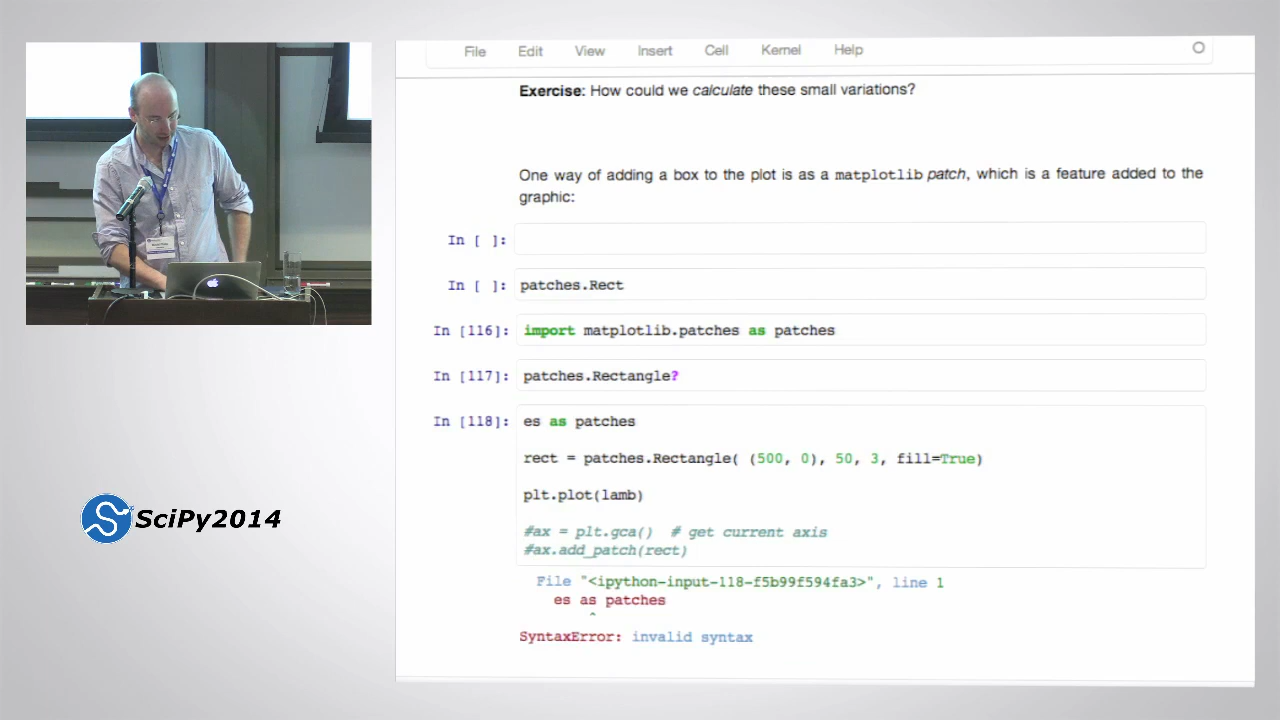 File Edit View Insert Cell Kernel Help
Exercise: How could we calculate these small variations?
One way of adding a box to the plot is as a matplotlib patch, which is a feature added to the
graphic:
In [ ]:
In [ ]: patches.Rect
In [116]: import matplotlib.patches as patches
In [117]: patches.Rectangle?
In [118]: es as patches
rect = patches.Rectangle( (500, 0), 50, 3, fill=True)
plt.plot(lamb)
#ax = plt.gca()  # get current axis
#ax.add_patch(rect)
File "<ipython-input-118-f5b99f594fa3>", line 1
es as patches
^
SyntaxError: invalid syntax
SciPy2014